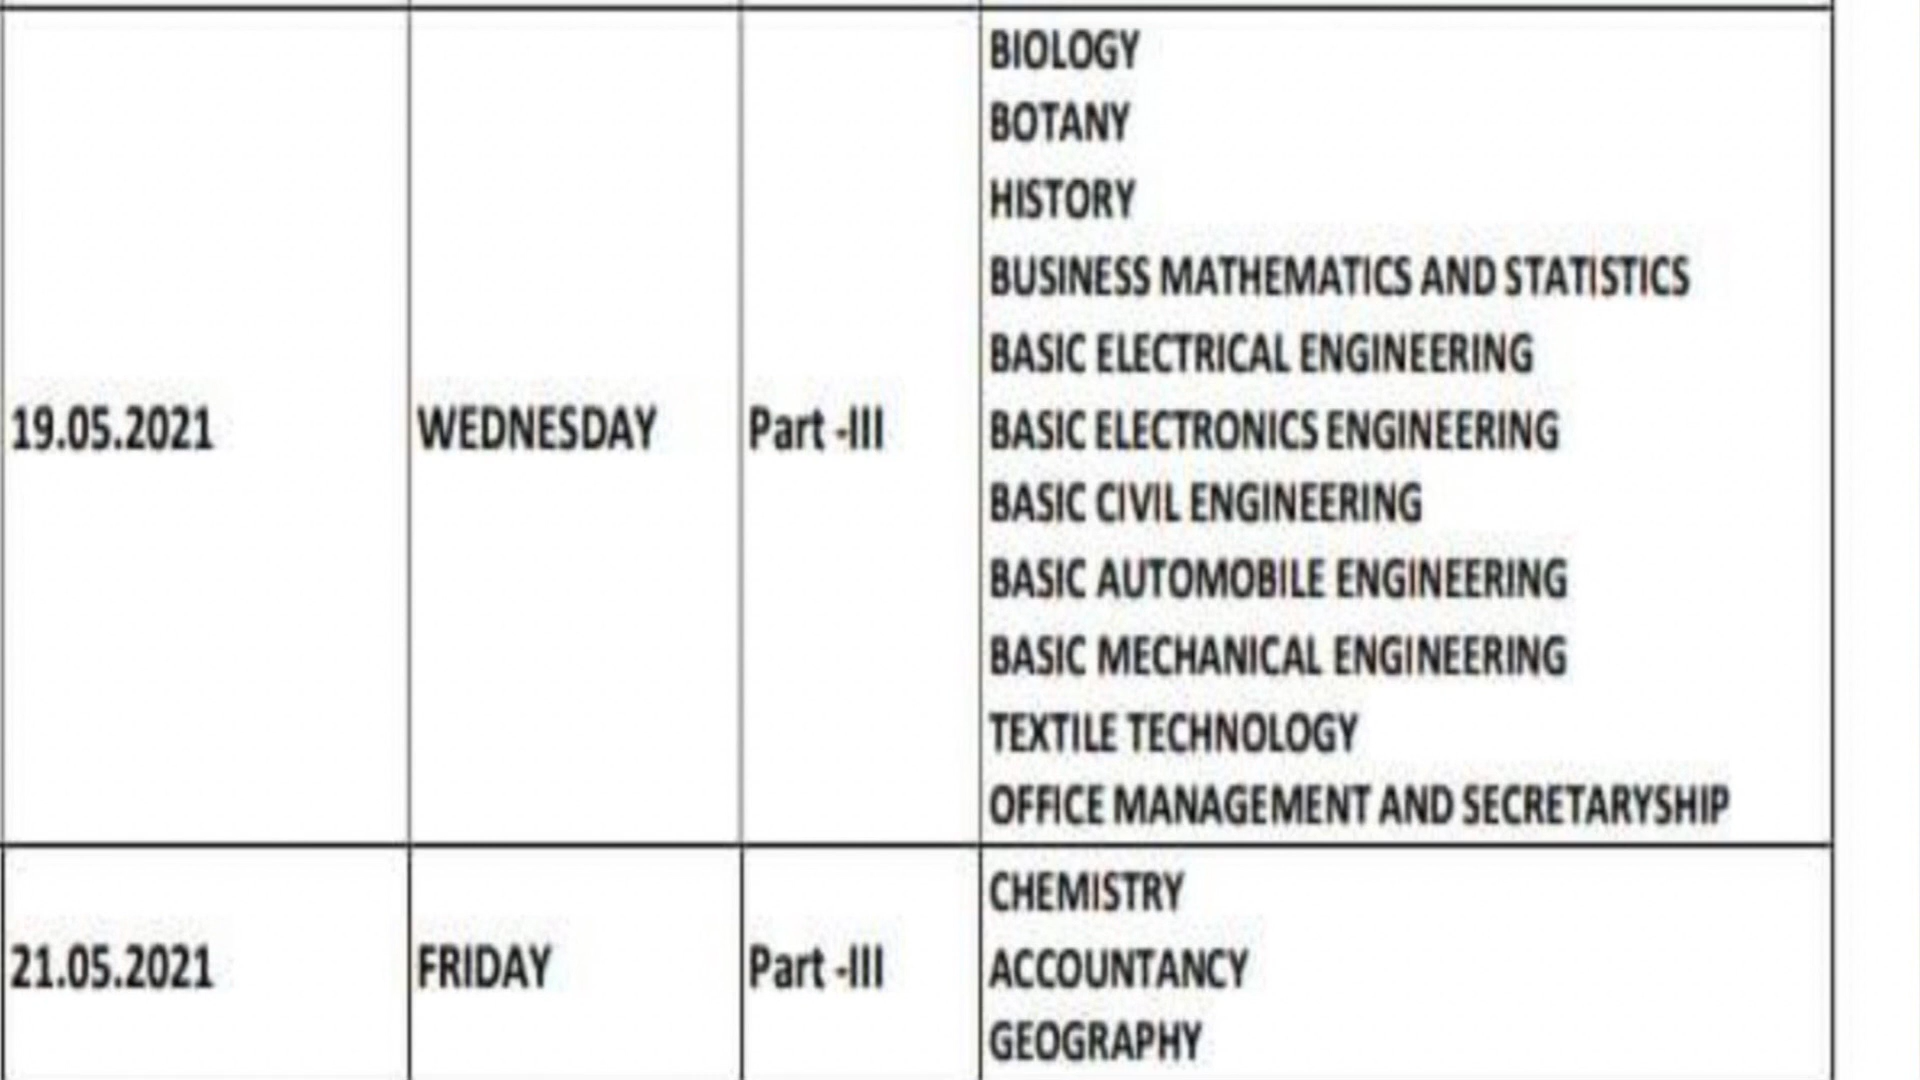 BIOLOGY
BOTANY
HISTORY
BUSINESS MATHEMATICS AND STATISTICS
BASIC ELECTRICAL ENGINEERING
19.05.2021 WEDNESDAY Part -III BASIC ELECTRONICS ENGINEERING
BASIC CIVIL ENGINEERING
BASIC AUTOMOBILE ENGINEERING
BASIC MECHANICAL ENGINEERING
TEXTILE TECHNOLOGY
OFFICE MANAGEMENT AND SECRETARYSHIP
CHEMISTRY
21.05.2021 FRIDAY Part -III ACCOUNTANCY
GEOGRAPHY